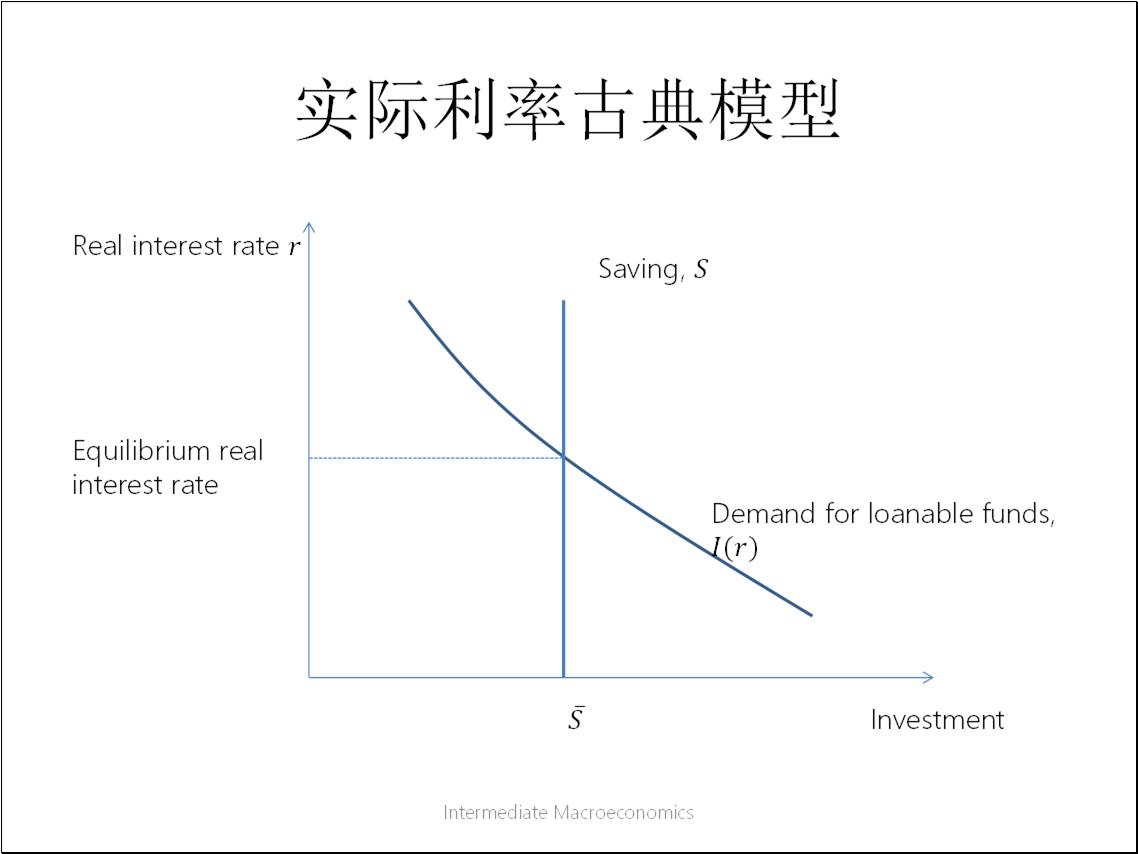 实际利率古典模型
Real interest rate r
Saving, S
Equilibrium real
interest rate
Demand for loanable funds,
I(r)
S̄
Investment
Intermediate Macroeconomics